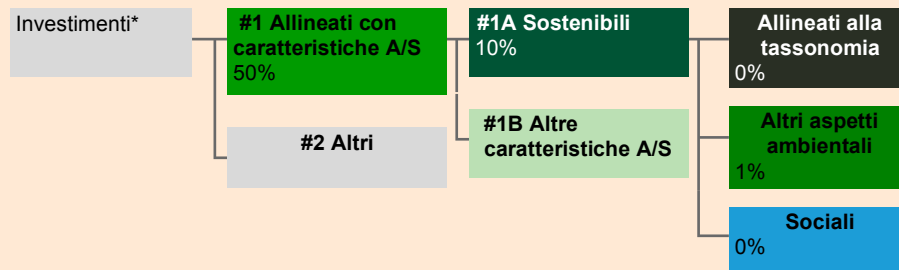 Investimenti*
#1 Allineati con
caratteristiche A/S
50%
#2 Altri
#1A Sostenibili
10%
#1B Altre
caratteristiche A/S
Allineati alla
tassonomia
0%
Altri aspetti
ambientali
1%
Sociali
0%